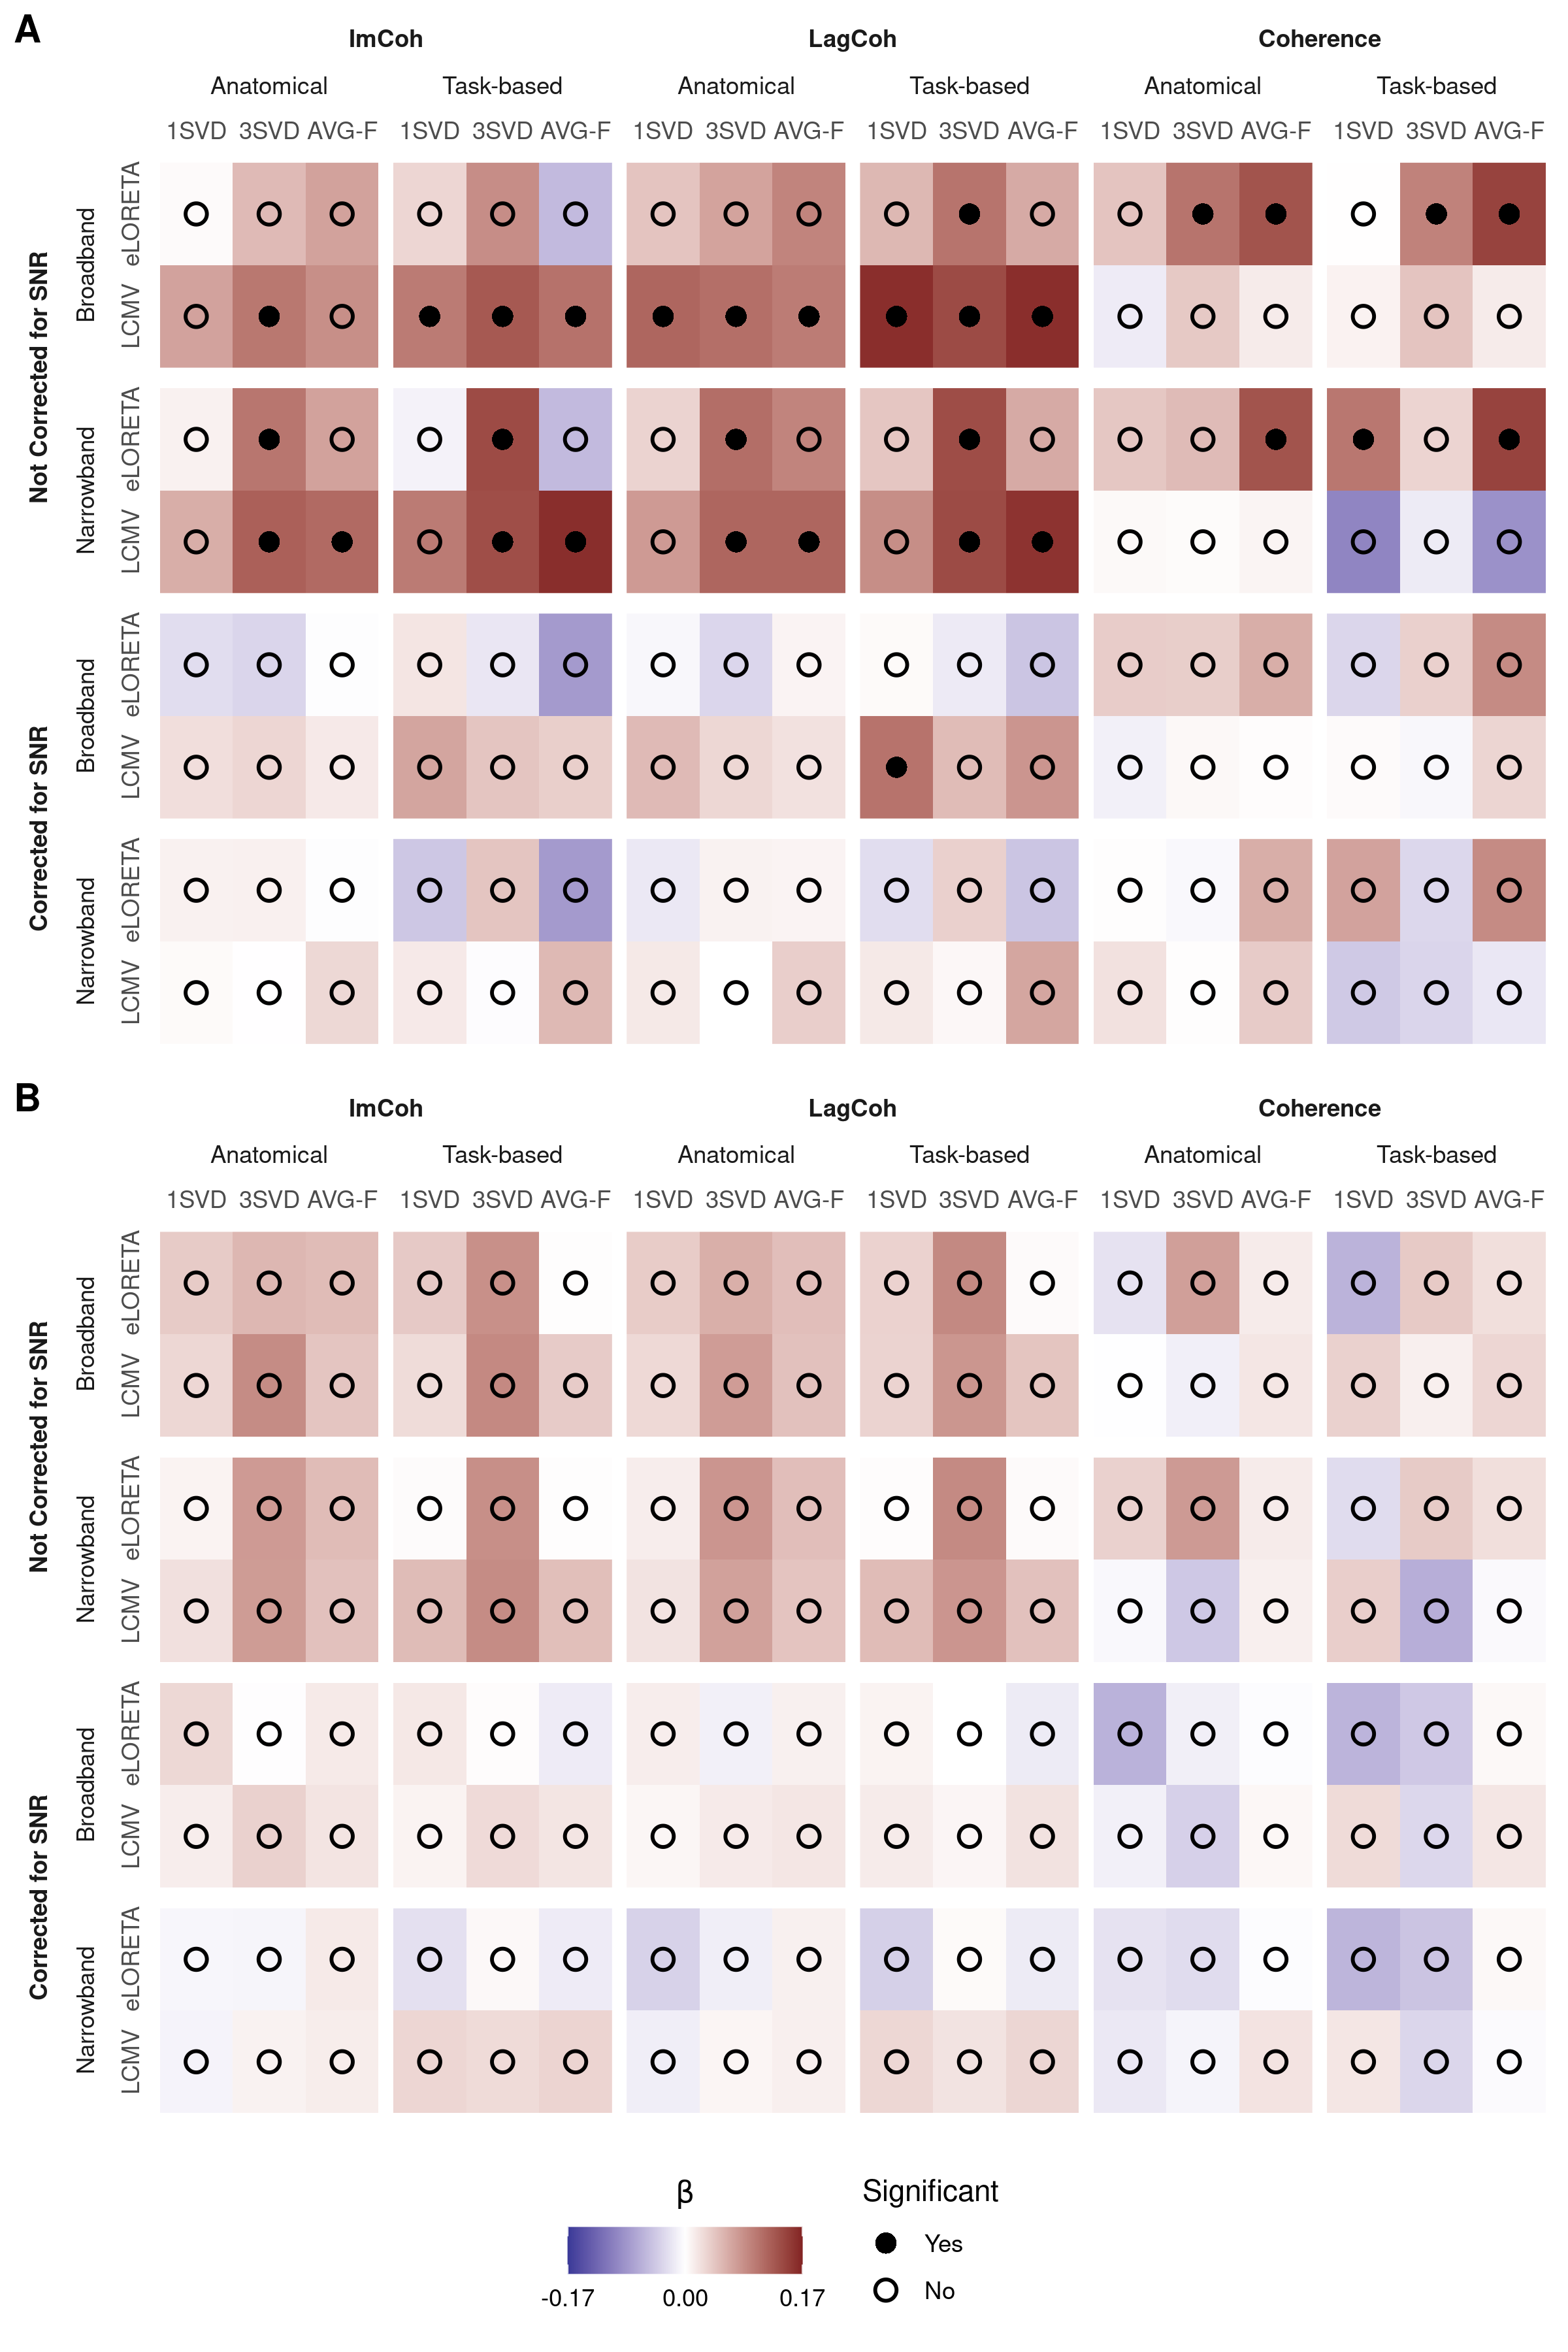 A
ImCoh LagCoh Coherence
Anatomical Task-based Anatomical Task-based Anatomical Task-based
1SVD 3SVD AVG-F 1SVD 3SVD AVG-F 1SVD 3SVD AVG-F 1SVD 3SVD AVG-F 1SVD 3SVD AVG-F 1SVD 3SVD AVG-F
Not Corrected for SNR
Broadband
eLORETA
LCMV
Narrowband
eLORETA
LCMV
Corrected for SNR
Broadband
eLORETA
LCMV
Narrowband
eLORETA
LCMV
B
ImCoh LagCoh Coherence
Anatomical Task-based Anatomical Task-based Anatomical Task-based
1SVD 3SVD AVG-F 1SVD 3SVD AVG-F 1SVD 3SVD AVG-F 1SVD 3SVD AVG-F 1SVD 3SVD AVG-F 1SVD 3SVD AVG-F
Not Corrected for SNR
Broadband
eLORETA
LCMV
Narrowband
eLORETA
LCMV
Corrected for SNR
Broadband
eLORETA
LCMV
Narrowband
eLORETA
LCMV
β
-0.17 0.00 0.17
Significant
Yes
No